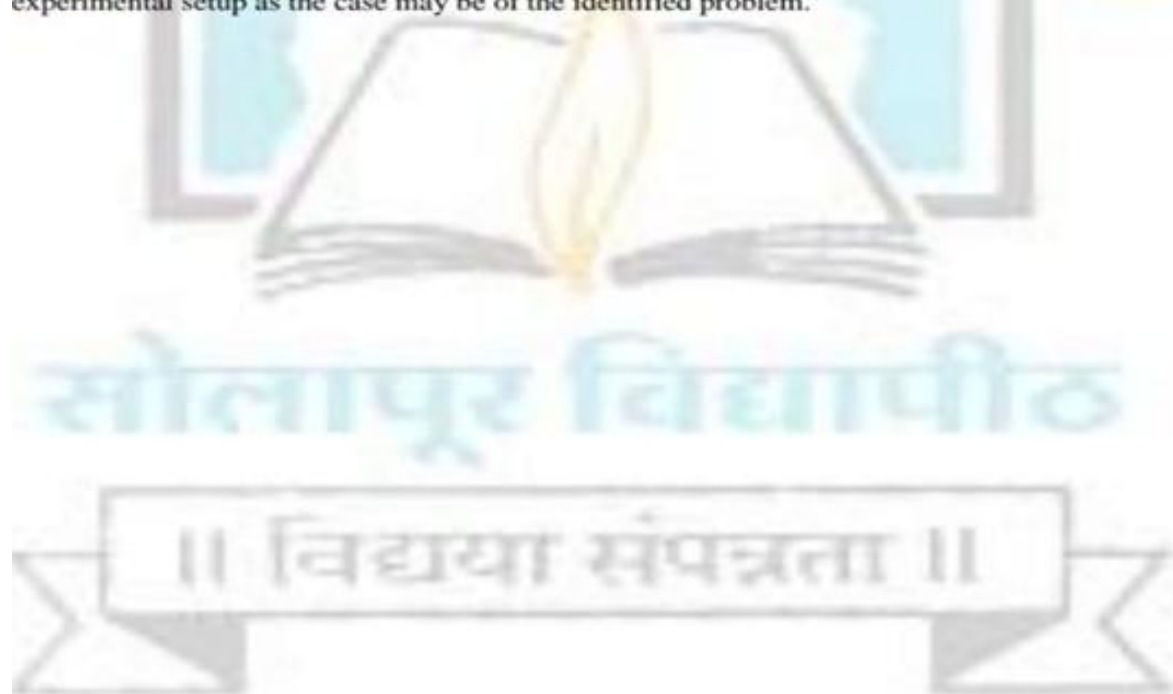 experimental setup as the case may be of the identified problem.
सोलापूर विद्यापीठ
॥ विद्यया संपन्नता ॥